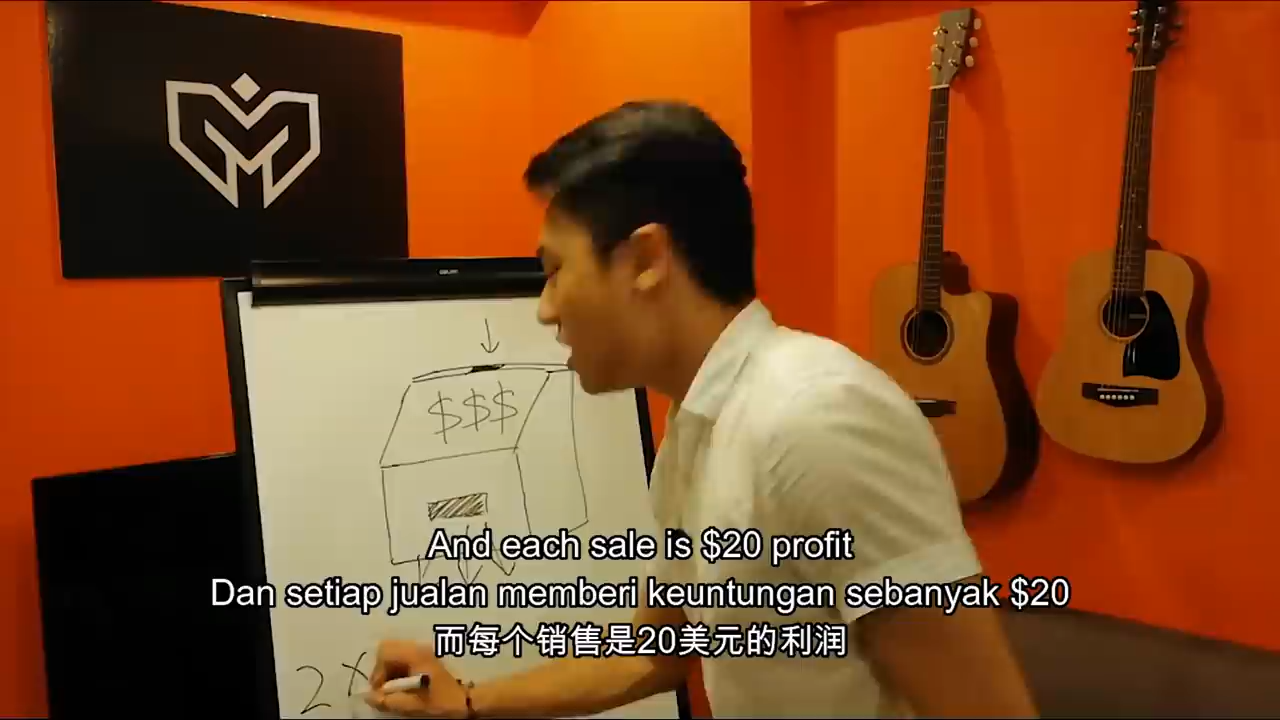 $$$
And each sale is $20 profit
Dan setiap jualan memberi keuntungan sebanyak $20
而每个销售是20美元的利润
2 x